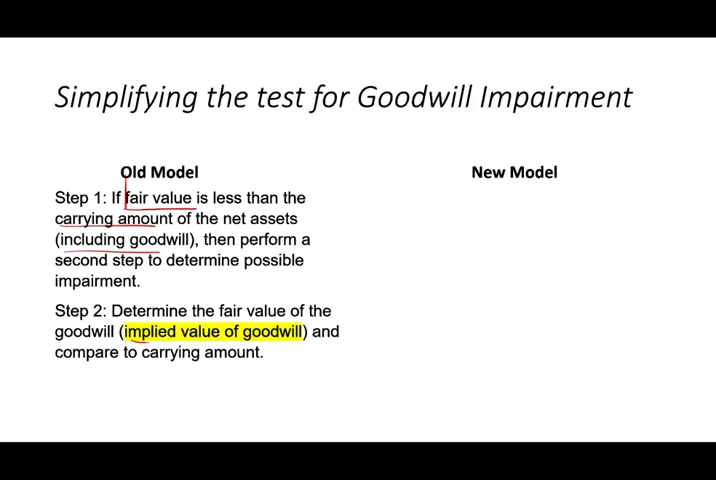 Simplifying the test for Goodwill Impairment
Old Model
Step 1: If fair value is less than the
carrying amount of the net assets
(including goodwill), then perform a
second step to determine possible
impairment.
Step 2: Determine the fair value of the
goodwill (implied value of goodwill) and
compare to carrying amount.
New Model